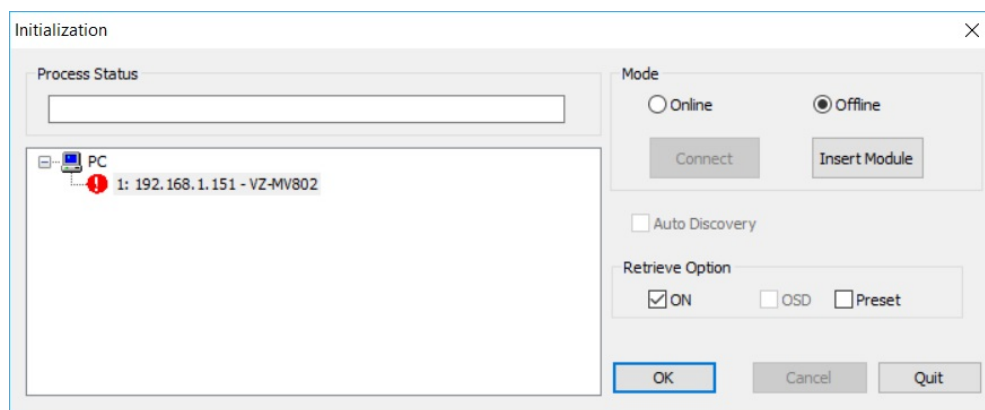 Initialization
Process Status
PC
1: 192.168.1.151 - VZ-MV802
Mode
Online
Offline
Connect
Insert Module
Auto Discovery
Retrieve Option
ON
OSD
Preset
OK
Cancel
Quit